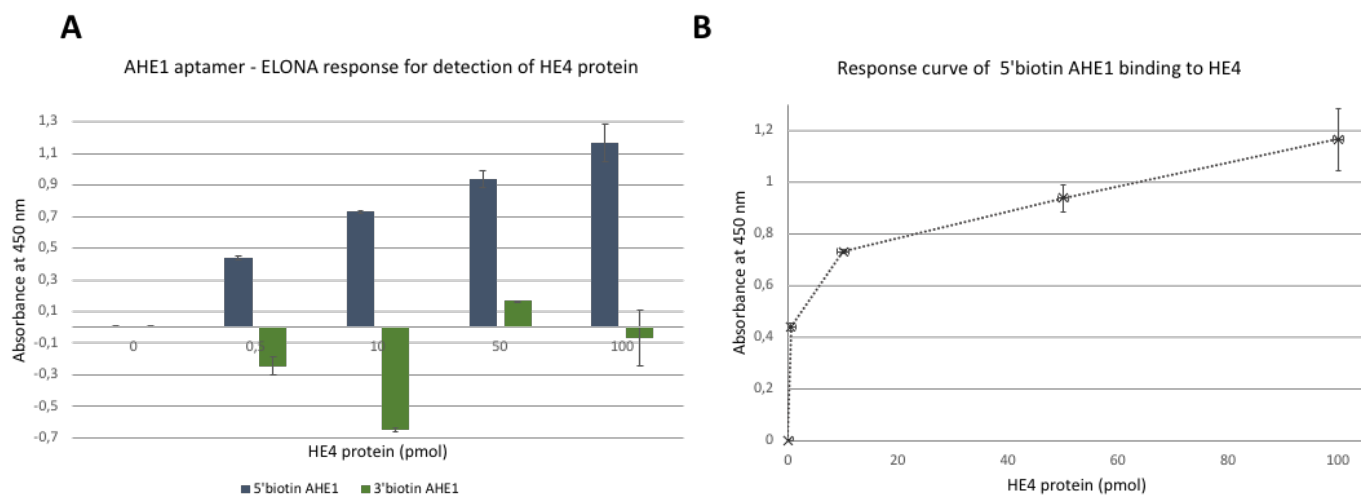 A
AHE1 aptamer - ELONA response for detection of HE4 protein
Absorbance at 450 nm
1,3
1,1
0,9
0,7
0,5
0,3
0,1
-0,1
-0,3
-0,5
-0,7
0
0,5
10
50
100
HE4 protein (pmol)
5'biotin AHE1
3'biotin AHE1
B
Response curve of 5'biotin AHE1 binding to HE4
Absorbance at 450 nm
1,2
1
0,8
0,6
0,4
0,2
0
0
20
40
60
80
100
HE4 protein (pmol)